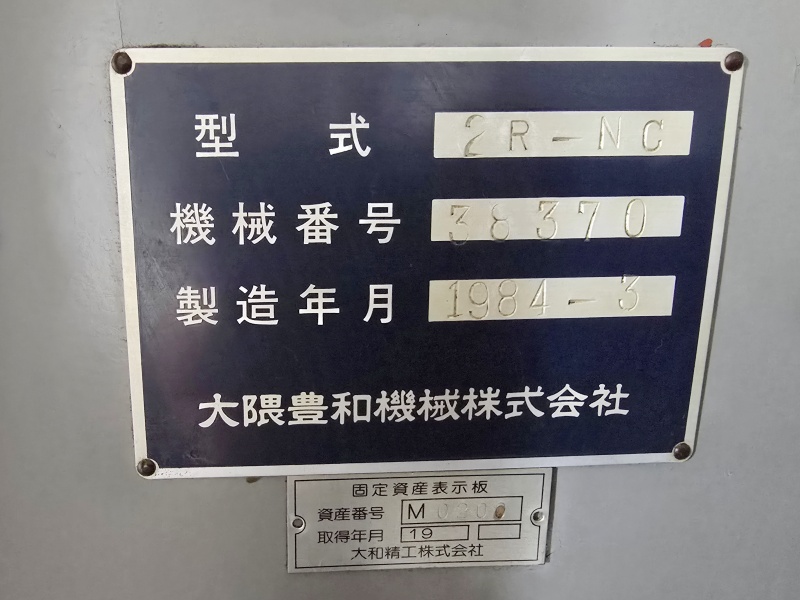 型式 2R-NC
機械番号 38370
製造年月 1984-3
大隈豊和機械株式会社
固定資産表示板
資産番号 M
取得年月 19
大和精工株式会社